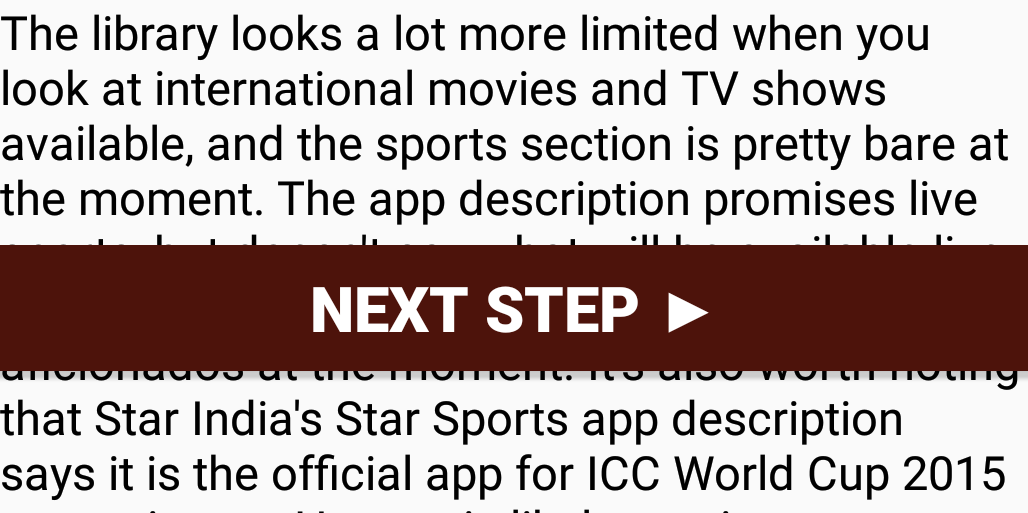 The library looks a lot more limited when you
look at international movies and TV shows
available, and the sports section is pretty bare at
the moment. The app description promises live
NEXT STEP ►
aficionados at the moment. It's also worth noting
that Star India's Star Sports app description
says it is the official app for ICC World Cup 2015